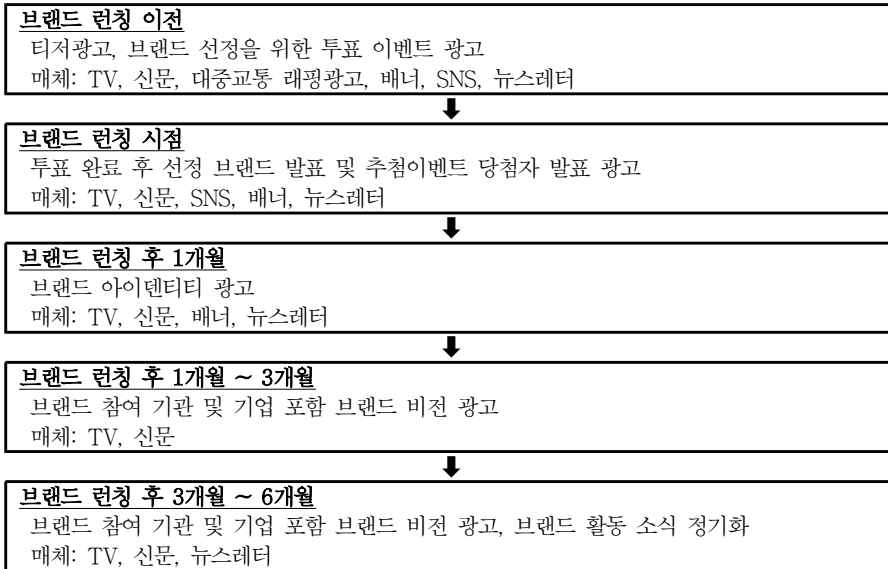 브랜드 런칭 이전
티저광고, 브랜드 선정을 위한 투표 이벤트 광고
매체: TV, 신문, 대중교통 래핑광고, 배너, SNS, 뉴스레터
브랜드 런칭 시점
투표 완료 후 선정 브랜드 발표 및 추첨이벤트 당첨자 발표 광고
매체: TV, 신문, SNS, 배너, 뉴스레터
브랜드 런칭 후 1개월
브랜드 아이덴티티 광고
매체: TV, 신문, 배너, 뉴스레터
브랜드 런칭 후 1개월 ~ 3개월
브랜드 참여 기관 및 기업 포함 브랜드 비전 광고
매체: TV, 신문
브랜드 런칭 후 3개월 ~ 6개월
브랜드 참여 기관 및 기업 포함 브랜드 비전 광고, 브랜드 활동 소식 정기화
매체: TV, 신문, 뉴스레터